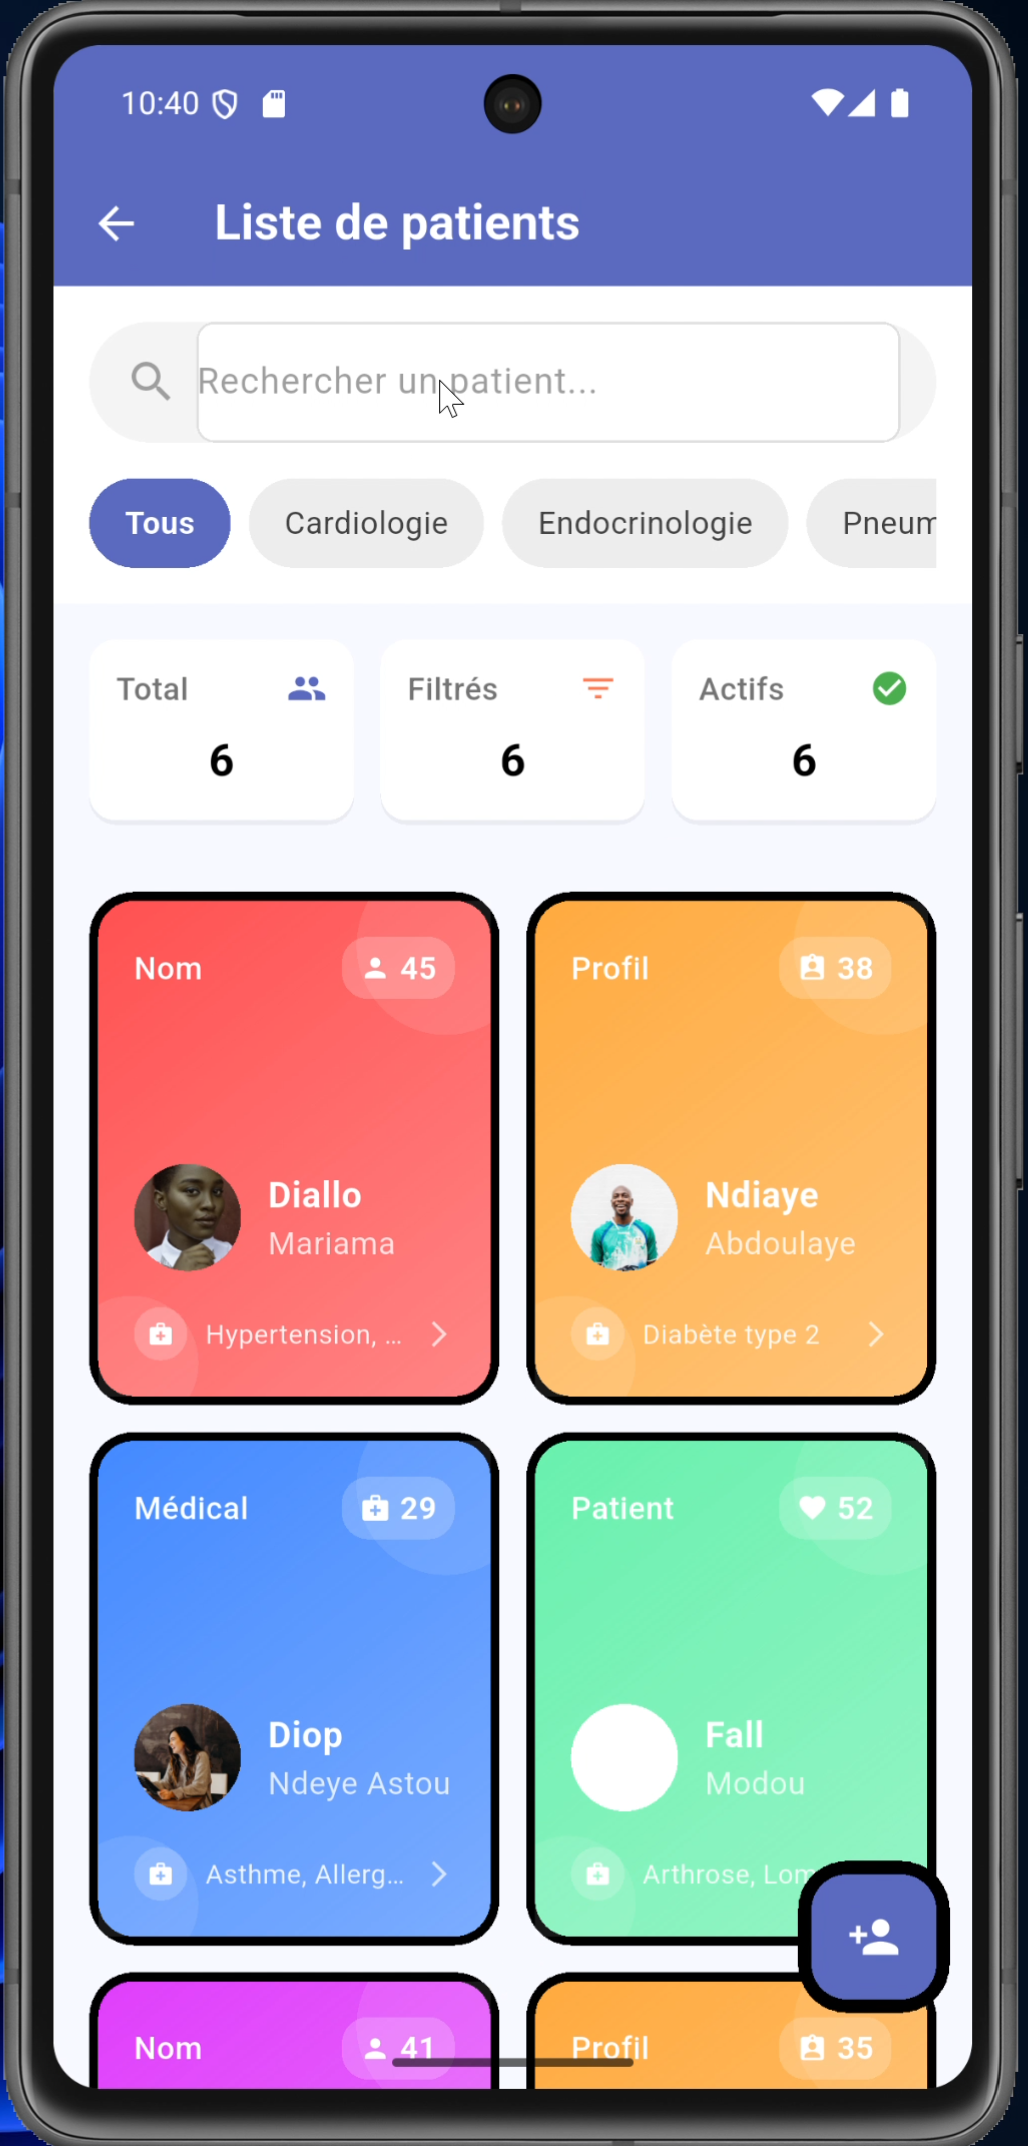 10:40
Liste de patients
Rechercher un patient...
Tous Cardiologie Endocrinologie Pneum
Total Filtrés Actifs
6 6 6
Nom 45
Profil 38
Diallo
Mariama
Ndiaye
Abdoulaye
Hypertension, ...
Diabète type 2
Médical 29
Patient 52
Diop
Ndeye Astou
Fall
Modou
Asthme, Allerg...
Arthrose, Lom
Nom 41
Profil 35